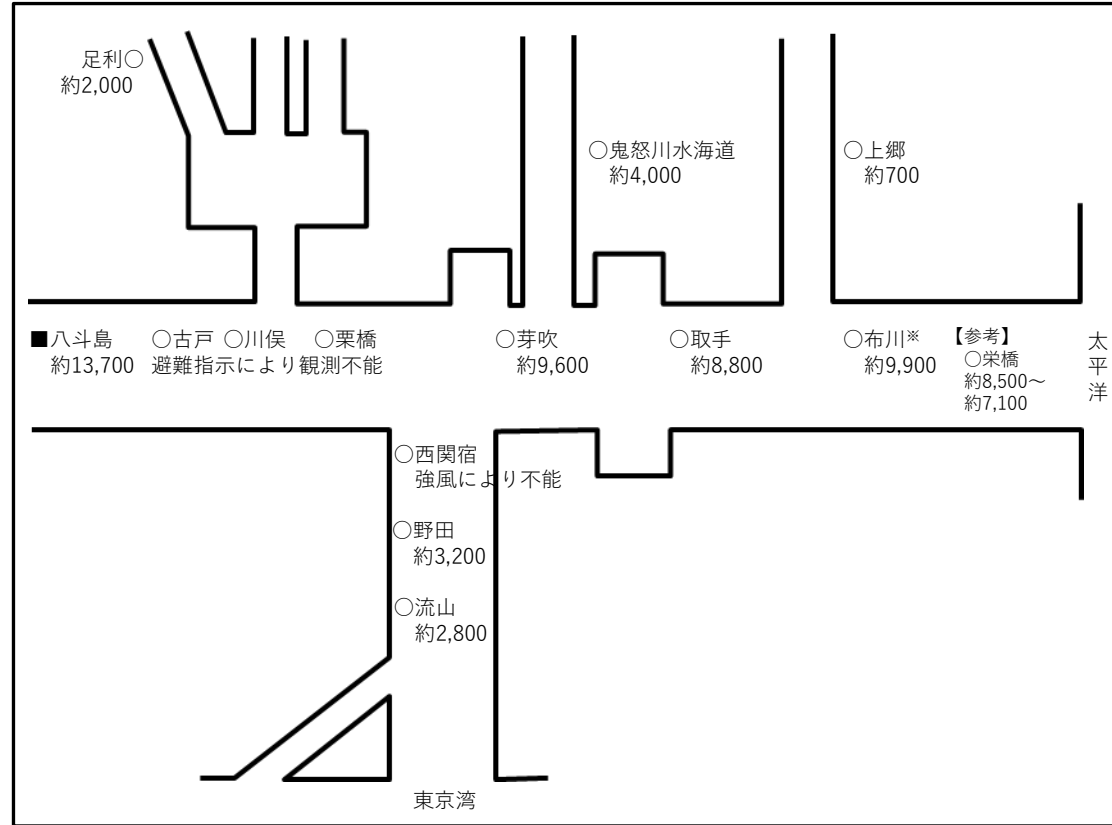 足利○
約2,000
○鬼怒川水海道
約4,000
○上郷
約700
■八斗島
約13,700
○古戸 ○川俣 ○栗橋
避難指示により観測不能
○芽吹
約9,600
○取手
約8,800
○布川※
約9,900
【参考】
○栄橋
約8,500～
約7,100
太平洋
○西関宿
強風により不能
○野田
約3,200
○流山
約2,800
東京湾